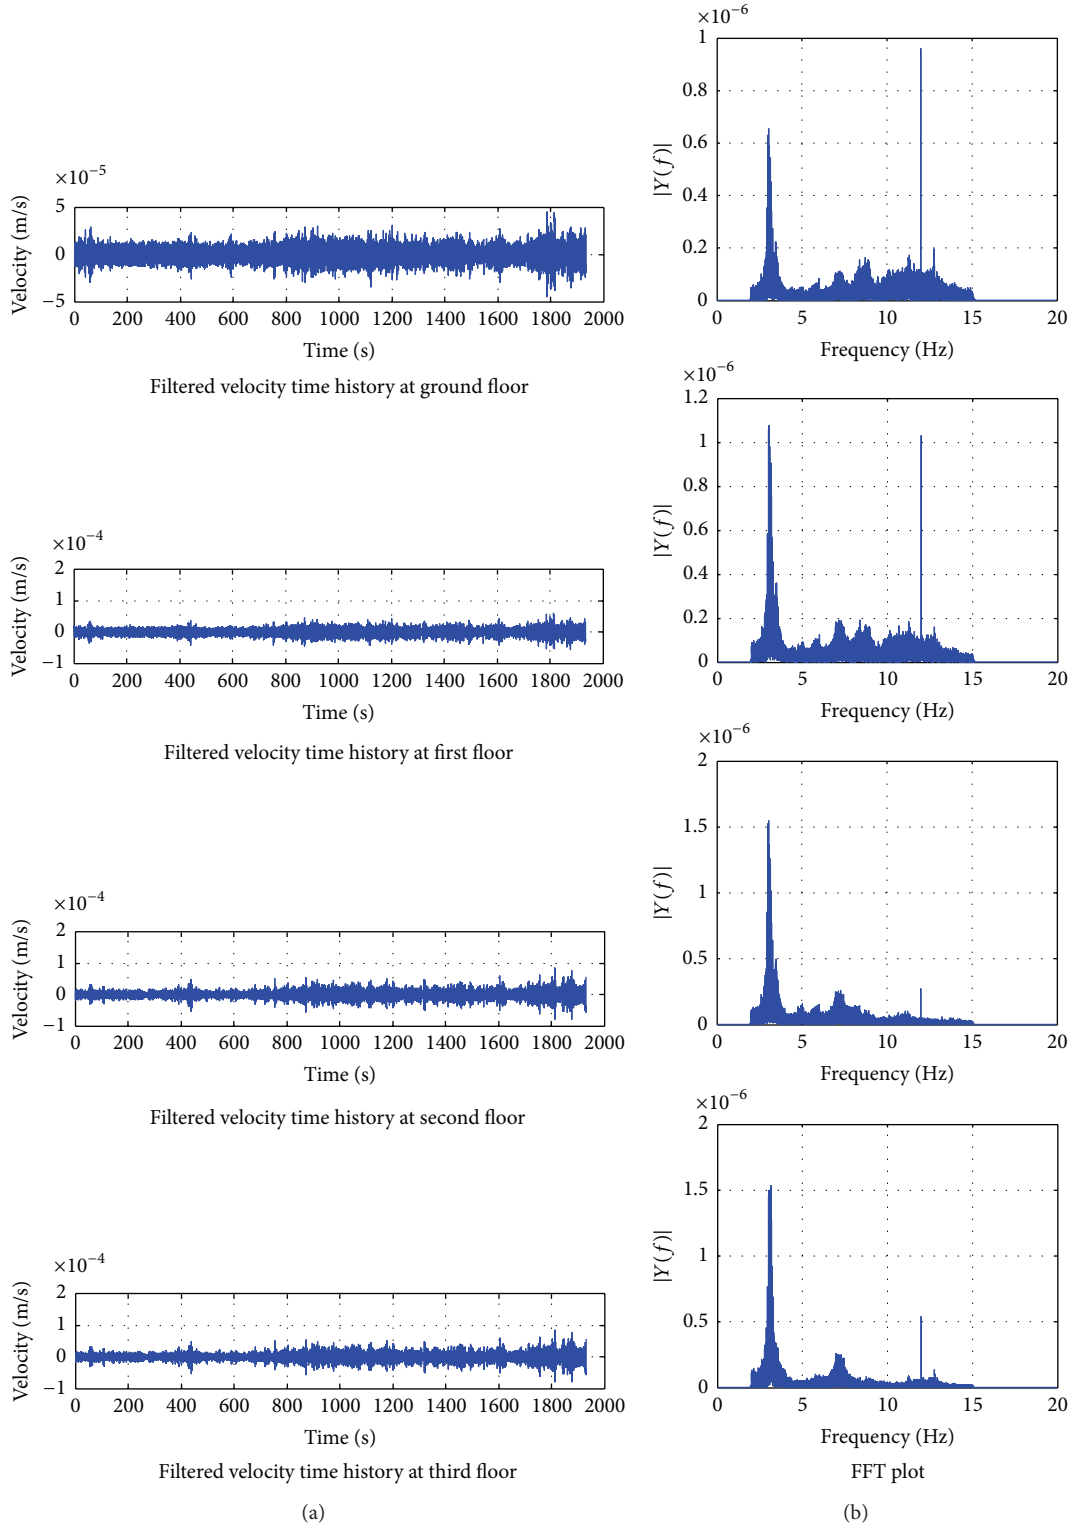 ×10⁻⁵
Velocity (m/s)
5
0
−5
0 200 400 600 800 1000 1200 1400 1600 1800 2000
Time (s)
Filtered velocity time history at ground floor
×10⁻⁶
|Y(f)|
1
0.8
0.6
0.4
0.2
0
0 5 10 15 20
Frequency (Hz)
×10⁻⁴
Velocity (m/s)
2
1
0
−1
0 200 400 600 800 1000 1200 1400 1600 1800 2000
Time (s)
Filtered velocity time history at first floor
×10⁻⁶
|Y(f)|
1.2
1
0.8
0.6
0.4
0.2
0
0 5 10 15 20
Frequency (Hz)
×10⁻⁴
Velocity (m/s)
2
1
0
−1
0 200 400 600 800 1000 1200 1400 1600 1800 2000
Time (s)
Filtered velocity time history at second floor
×10⁻⁶
|Y(f)|
2
1.5
1
0.5
0
0 5 10 15 20
Frequency (Hz)
×10⁻⁴
Velocity (m/s)
2
1
0
−1
0 200 400 600 800 1000 1200 1400 1600 1800 2000
Time (s)
Filtered velocity time history at third floor
(a)
×10⁻⁶
|Y(f)|
2
1.5
1
0.5
0
0 5 10 15 20
Frequency (Hz)
FFT plot
(b)